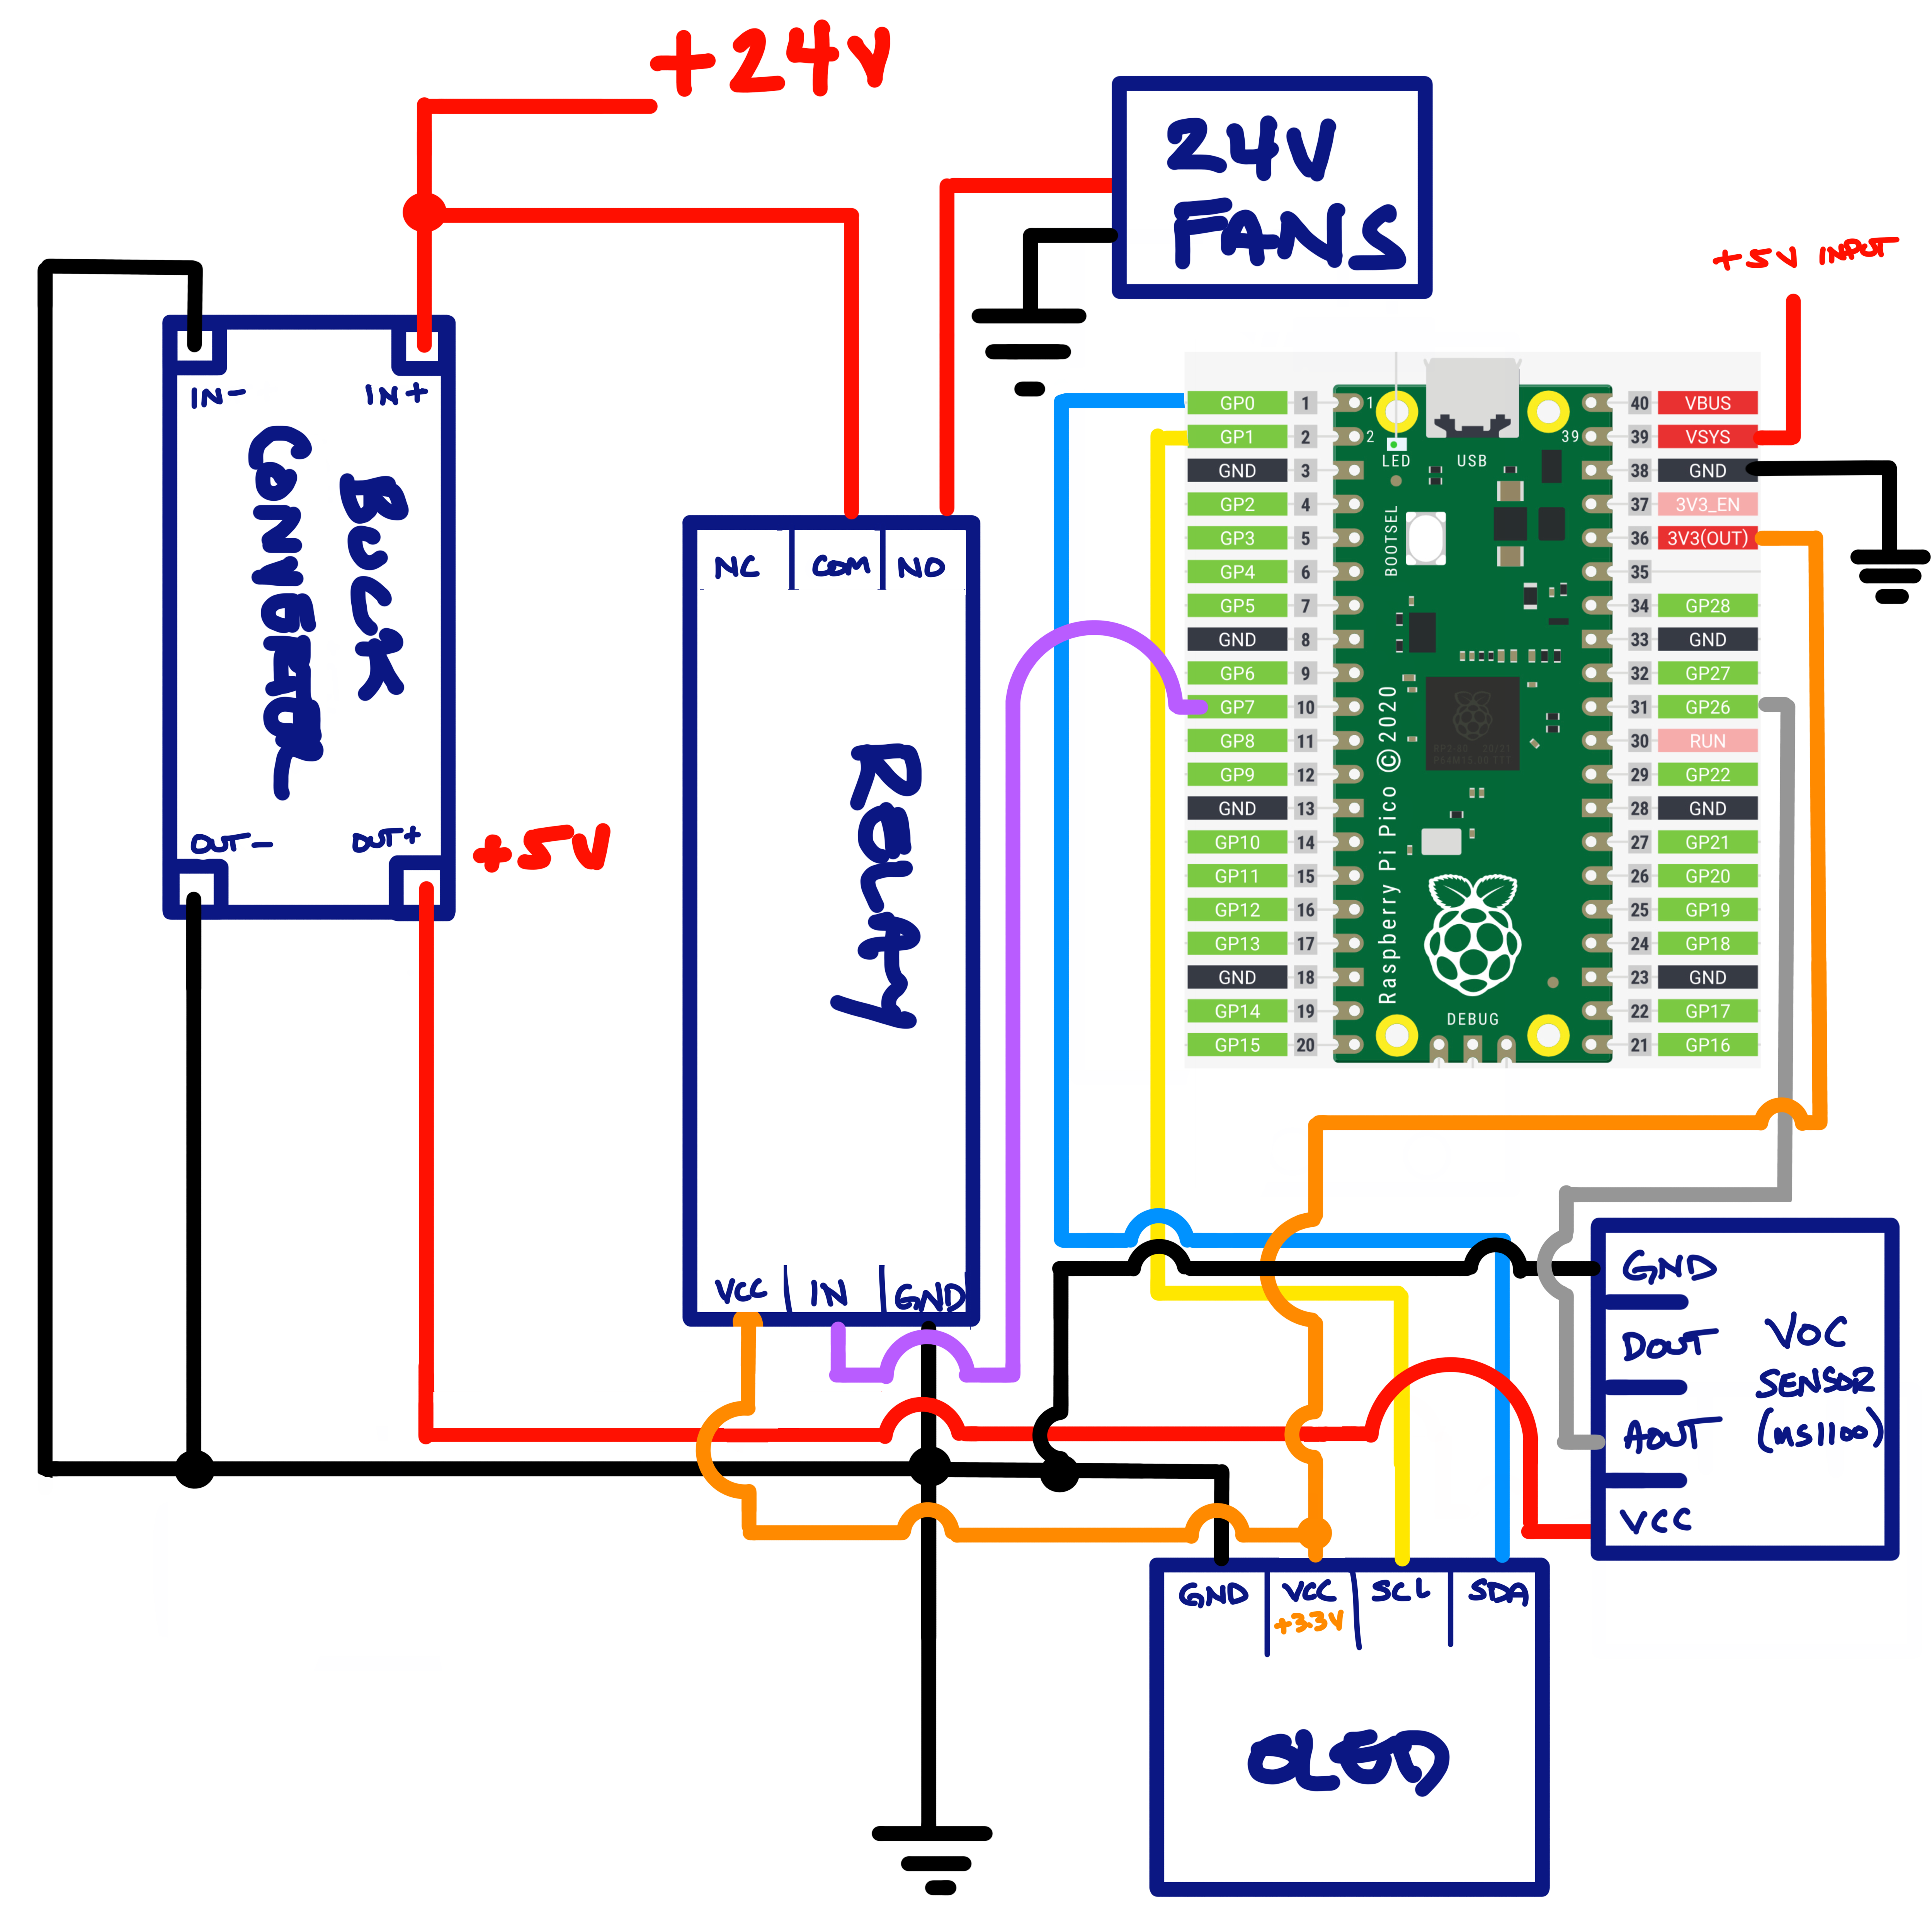 +24V
24V
FANS
+5V INPUT
IN-
IN+
BUCK
CONVERTOR
OUT-
OUT+
+5V
NC
COM
NO
RELAY
VCC
IN
GND
GP0 1
GP1 2
GND 3
GP2 4
GP3 5
GP4 6
GP5 7
GND 8
GP6 9
GP7 10
GP8 11
GP9 12
GND 13
GP10 14
GP11 15
GP12 16
GP13 17
GND 18
GP14 19
GP15 20
1
2
39
LED
USB
BOOTSEL
Raspberry Pi Pico ©2020
DEBUG
40 VBUS
39 VSYS
38 GND
37 3V3_EN
36 3V3(OUT)
35
34 GP28
33 GND
32 GP27
31 GP26
30 RUN
29 GP22
28 GND
27 GP21
26 GP20
25 GP19
24 GP18
23 GND
22 GP17
21 GP16
GND
DOUT
AOUT
VCC
VOC
SENSOR
(MS1100)
GND
VCC
+3.3V
SCL
SDA
OLED